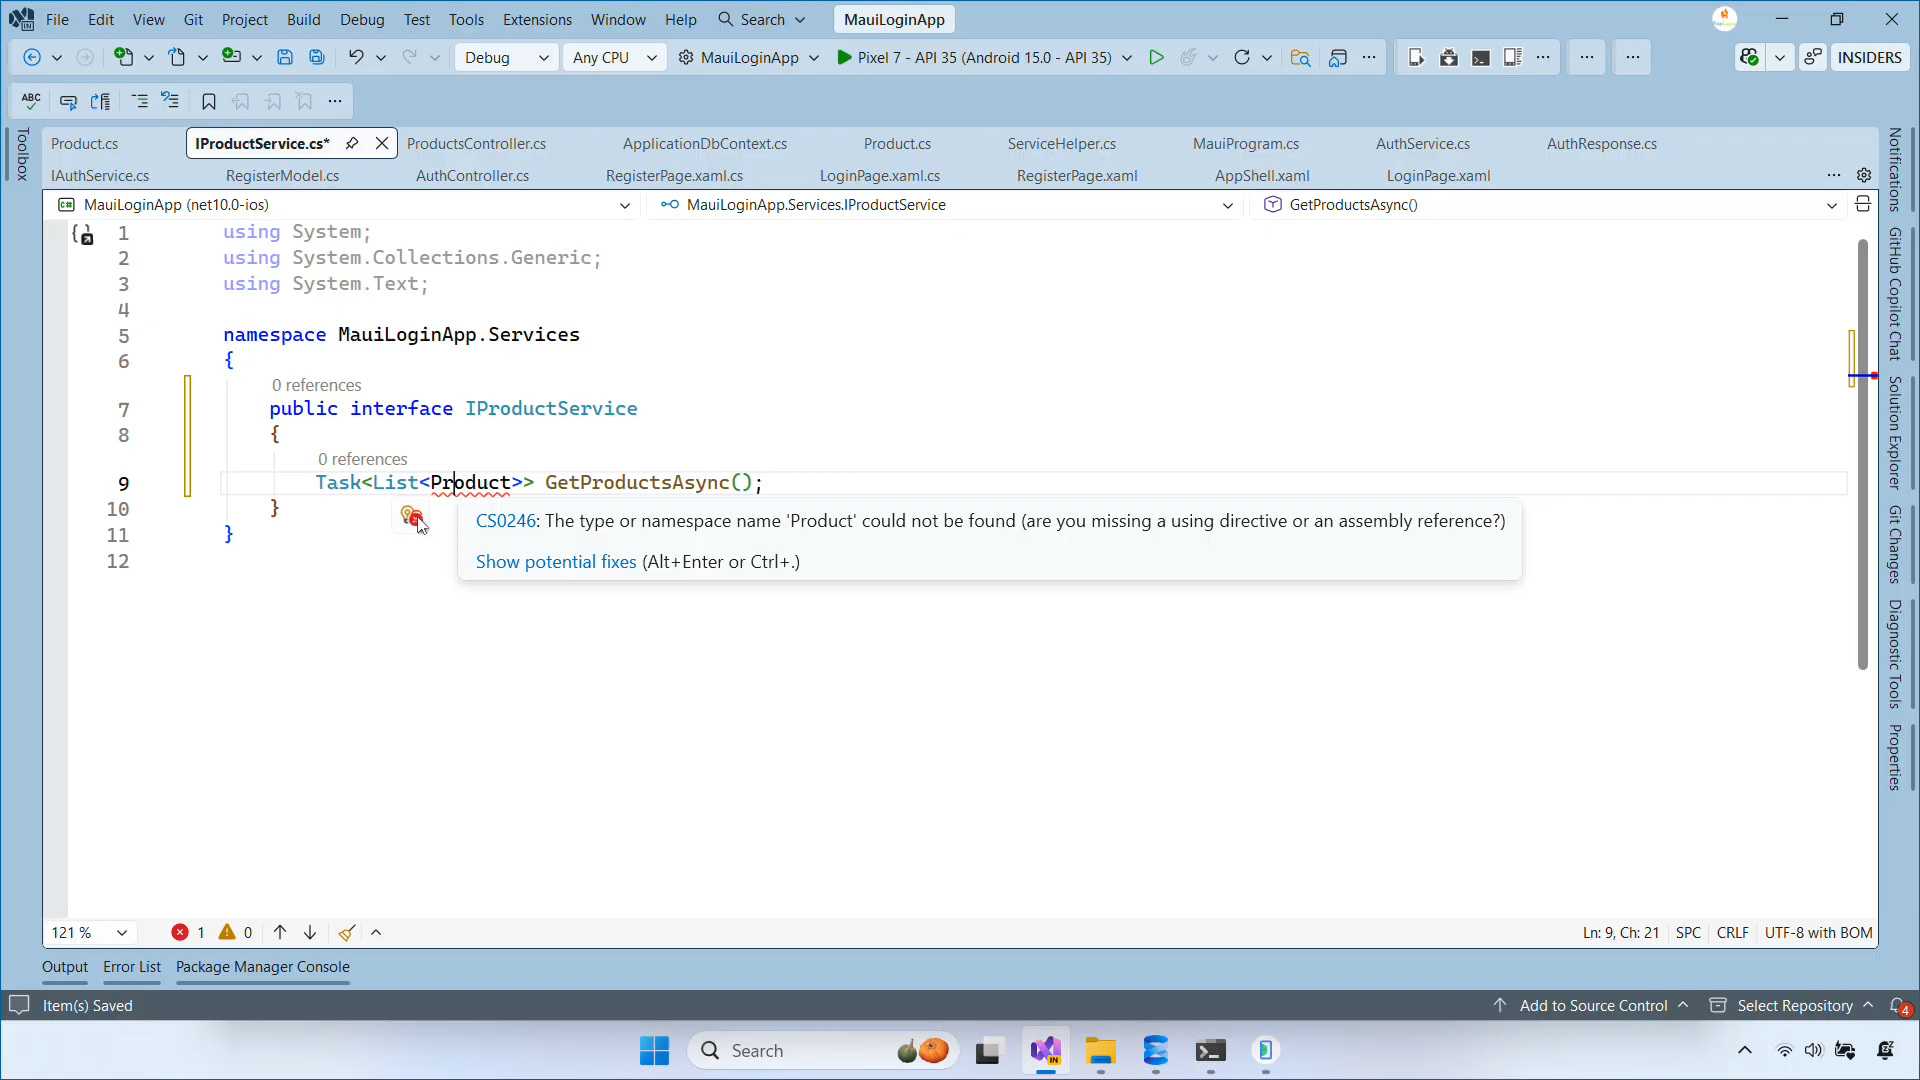 File Edit View Git Project Build Debug Test Tools Extensions Window Help Search MauiLoginApp
Debug Any CPU MauiLoginApp Pixel 7 - API 35 (Android 15.0 - API 35) INSIDERS
ABC
Product.cs IProductService.cs* ProductsController.cs ApplicationDbContext.cs Product.cs ServiceHelper.cs MauiProgram.cs AuthService.cs AuthResponse.cs
IAuthService.cs RegisterModel.cs AuthController.cs RegisterPage.xaml.cs LoginPage.xaml.cs RegisterPage.xaml AppShell.xaml LoginPage.xaml
MauiLoginApp (net10.0-ios) MauiLoginApp.Services.IProductService GetProductsAsync()
1 using System;
2 using System.Collections.Generic;
3 using System.Text;
4
5 namespace MauiLoginApp.Services
6 {
0 references
7 public interface IProductService
8 {
0 references
9 Task<List<Product>> GetProductsAsync();
10 }
11 }
12
CS0246: The type or namespace name 'Product' could not be found (are you missing a using directive or an assembly reference?)
Show potential fixes (Alt+Enter or Ctrl+.)
Toolbox
Notifications
GitHub Copilot Chat
Solution Explorer
Git Changes
Diagnostic Tools
Properties
121 % 1 0 Ln: 9, Ch: 21 SPC CRLF UTF-8 with BOM
Output Error List Package Manager Console
Item(s) Saved Add to Source Control Select Repository 4
Search